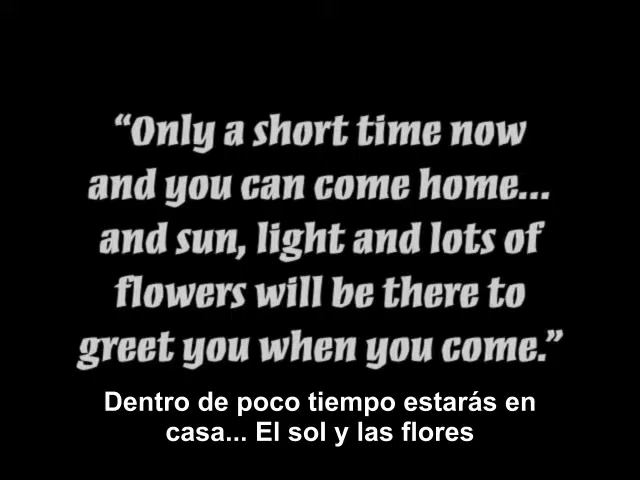 “Only a short time now
and you can come home...
and sun, light and lots of
flowers will be there to
greet you when you come.”
Dentro de poco tiempo estarás en
casa... El sol y las flores